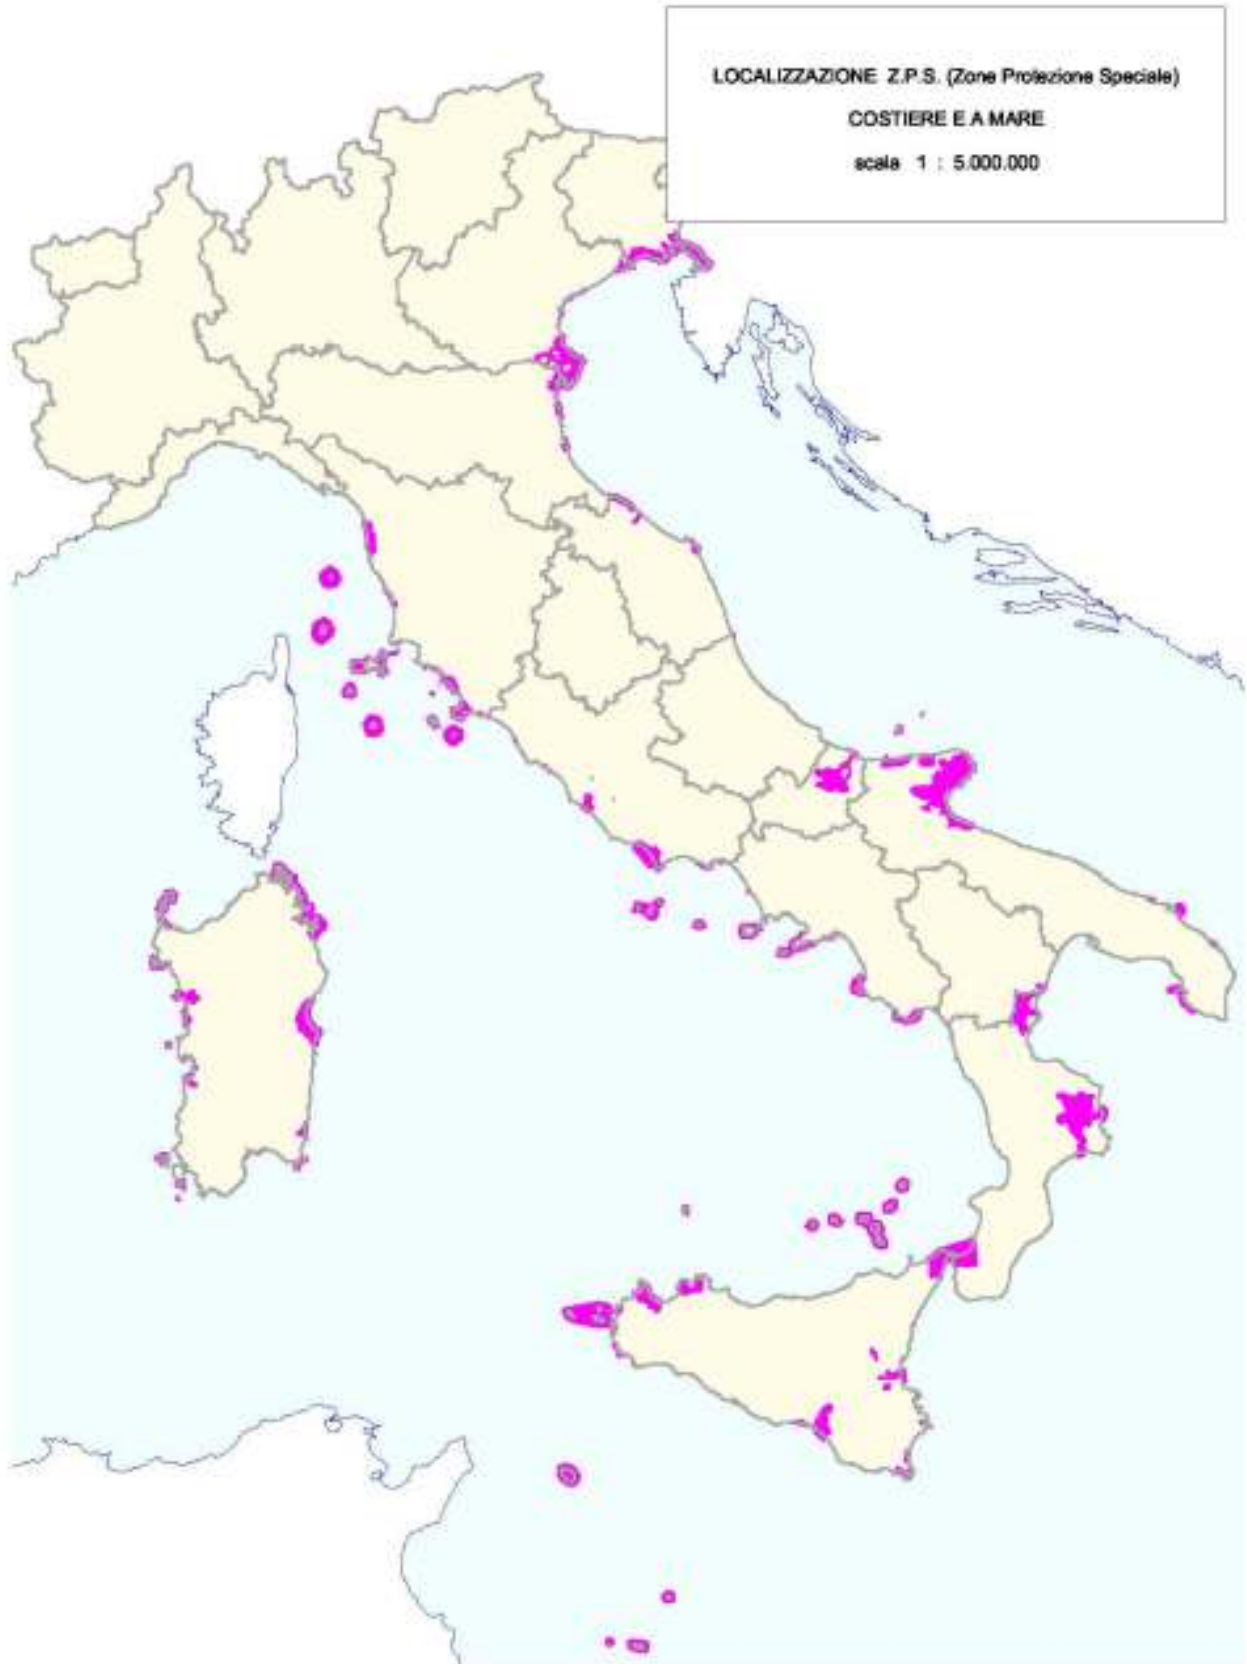 LOCALIZZAZIONE Z.P.S. (Zone Protezione Speciale)
COSTIERE E A MARE
scala 1 : 5.000.000